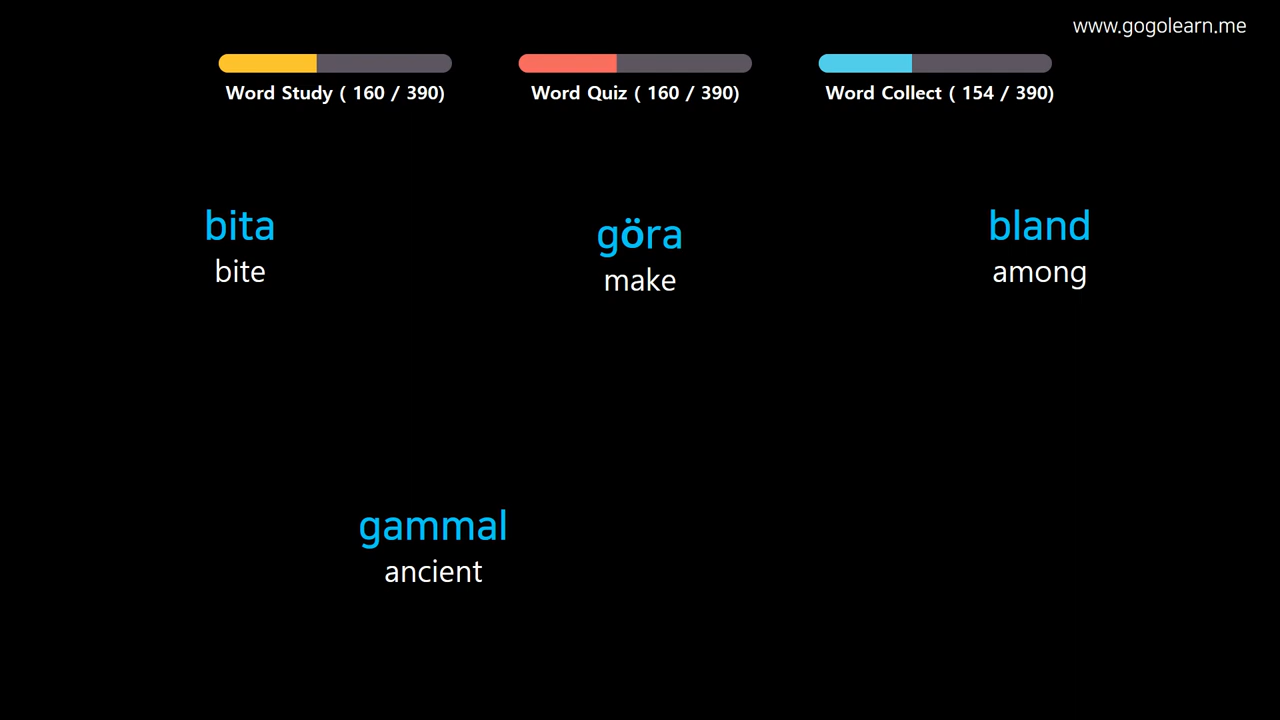 www.gogolearn.me
Word Study ( 160 / 390)
Word Quiz ( 160 / 390)
Word Collect ( 154 / 390)
bita
bite
göra
make
bland
among
gammal
ancient